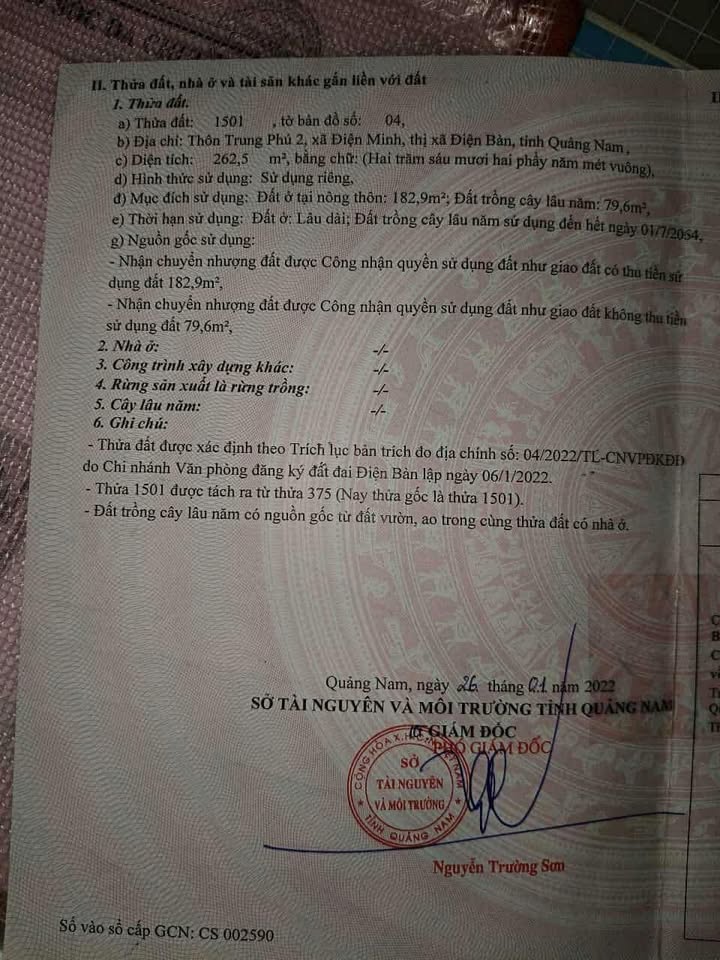 II. Thửa đất, nhà ở và tài sản khác gắn liền với đất
1. Thửa đất.
a) Thửa đất: 1501 , tờ bản đồ số: 04,
b) Địa chỉ: Thôn Trung Phú 2, xã Điện Minh, thị xã Điện Bàn, tỉnh Quảng Nam,
c) Diện tích: 262,5 m², bằng chữ: (Hai trăm sáu mươi hai phẩy năm mét vuông),
d) Hình thức sử dụng: Sử dụng riêng,
đ) Mục đích sử dụng: Đất ở tại nông thôn: 182,9m²; Đất trồng cây lâu năm: 79,6m²,
e) Thời hạn sử dụng: Đất ở: Lâu dài; Đất trồng cây lâu năm sử dụng đến hết ngày 01/7/2064,
g) Nguồn gốc sử dụng:
- Nhận chuyển nhượng đất được Công nhận quyền sử dụng đất như giao đất có thu tiền sử
dụng đất 182,9m²,
- Nhận chuyển nhượng đất được Công nhận quyền sử dụng đất như giao đất không thu tiền
sử dụng đất 79,6m²,
2. Nhà ở: -/-
3. Công trình xây dựng khác: -/-
4. Rừng sản xuất là rừng trồng: -/-
5. Cây lâu năm: -/-
6. Ghi chú:
- Thửa đất được xác định theo Trích lục bản trích đo địa chính số: 04/2022/TL-CNVPĐKĐĐ
do Chi nhánh Văn phòng đăng ký đất đai Điện Bàn lập ngày 06/1/2022.
- Thửa 1501 được tách ra từ thửa 375 (Nay thửa gốc là thửa 1501).
- Đất trồng cây lâu năm có nguồn gốc từ đất vườn, ao trong cùng thửa đất có nhà ở.
Quảng Nam, ngày 26 tháng 01 năm 2022
SỞ TÀI NGUYÊN VÀ MÔI TRƯỜNG TỈNH QUẢNG NAM
GIÁM ĐỐC
PHÓ GIÁM ĐỐC
CỘNG HÒA X.H.C.N VIỆT NAM
SỞ
TÀI NGUYÊN
VÀ MÔI TRƯỜNG
TỈNH QUẢNG NAM
Nguyễn Trường Sơn
Số vào sổ cấp GCN: CS 002590